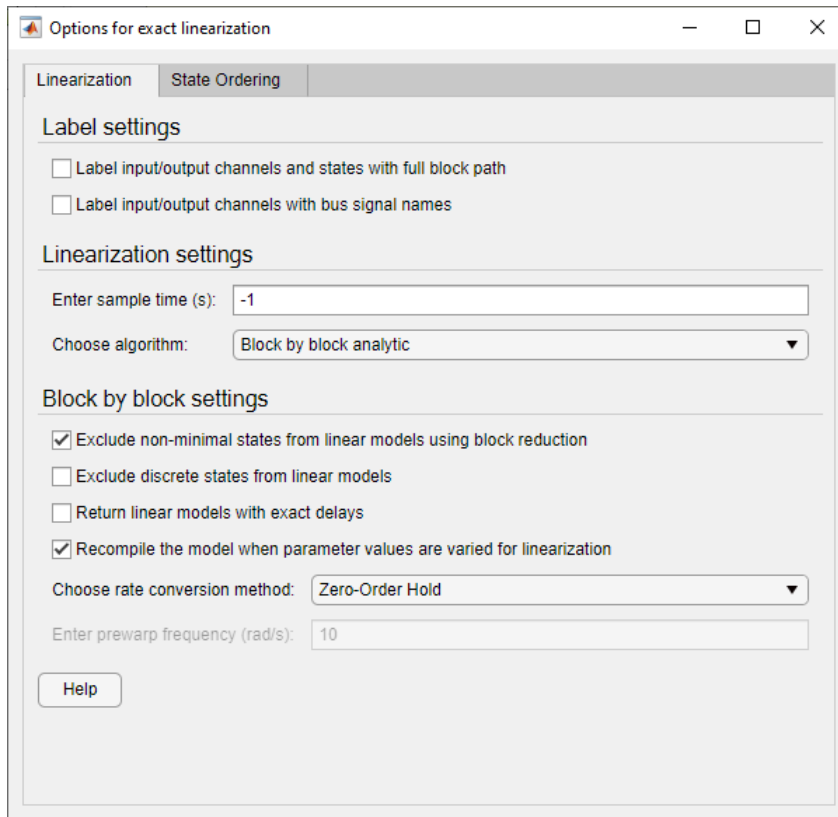 Options for exact linearization
Linearization State Ordering
Label settings
Label input/output channels and states with full block path
Label input/output channels with bus signal names
Linearization settings
Enter sample time (s): -1
Choose algorithm: Block by block analytic
Block by block settings
Exclude non-minimal states from linear models using block reduction
Exclude discrete states from linear models
Return linear models with exact delays
Recompile the model when parameter values are varied for linearization
Choose rate conversion method: Zero-Order Hold
Enter prewarp frequency (rad/s): 10
Help